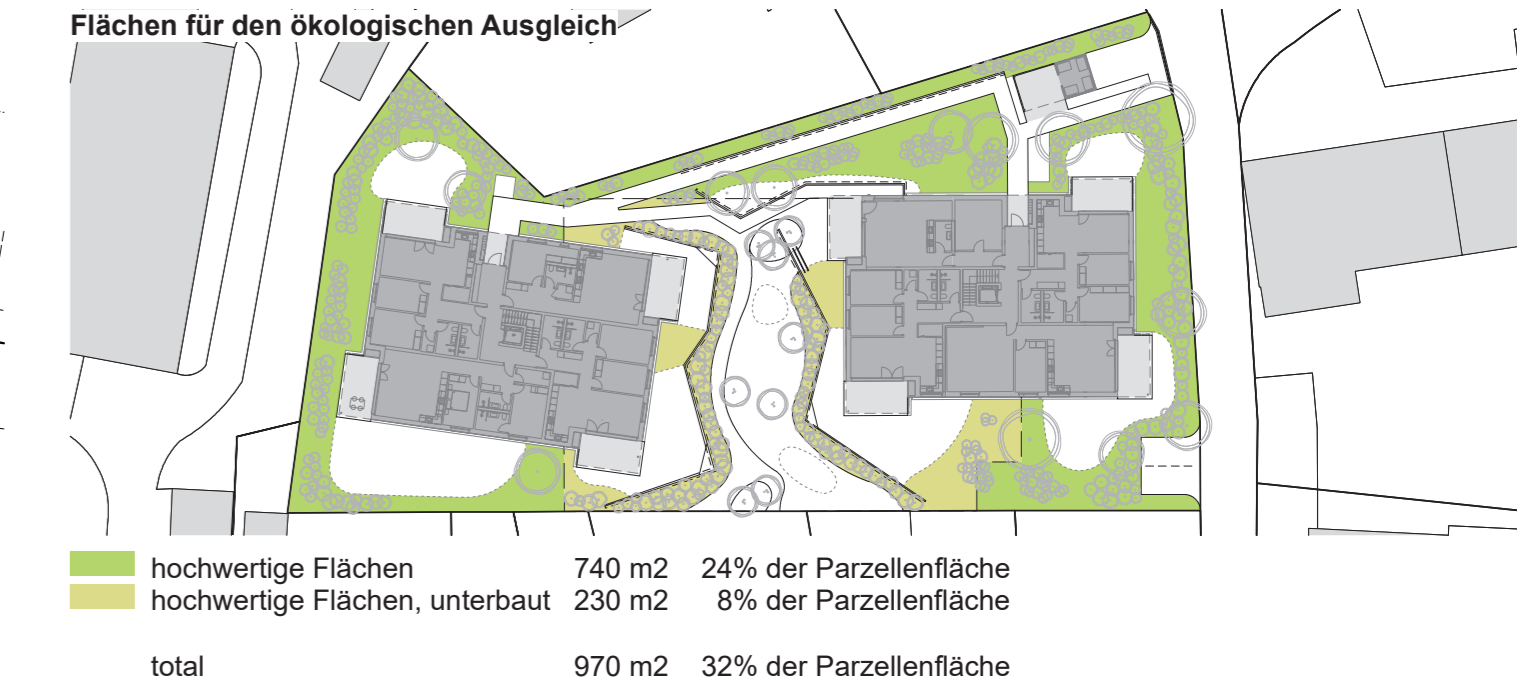 Flächen für den ökologischen Ausgleich
hochwertige Flächen 740 m2 24% der Parzellenfläche
hochwertige Flächen, unterbaut 230 m2 8% der Parzellenfläche
total 970 m2 32% der Parzellenfläche